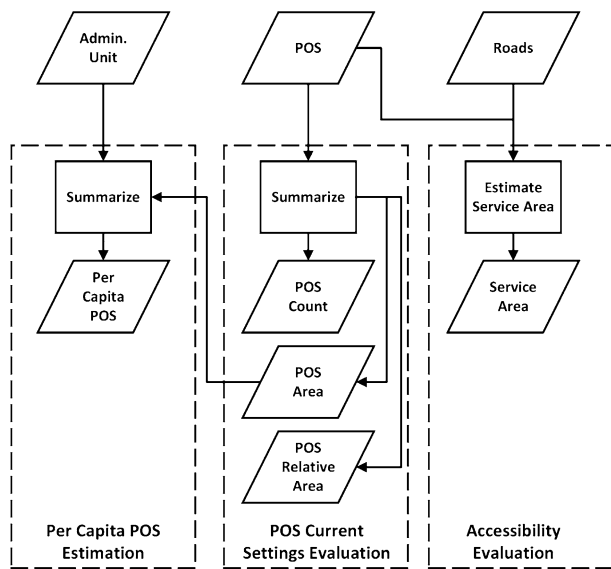 Admin.
Unit
POS
Roads
Summarize
Summarize
Estimate
Service Area
Per
Capita
POS
POS
Count
Service
Area
POS
Area
POS
Relative
Area
Per Capita POS
Estimation
POS Current
Settings Evaluation
Accessibility
Evaluation